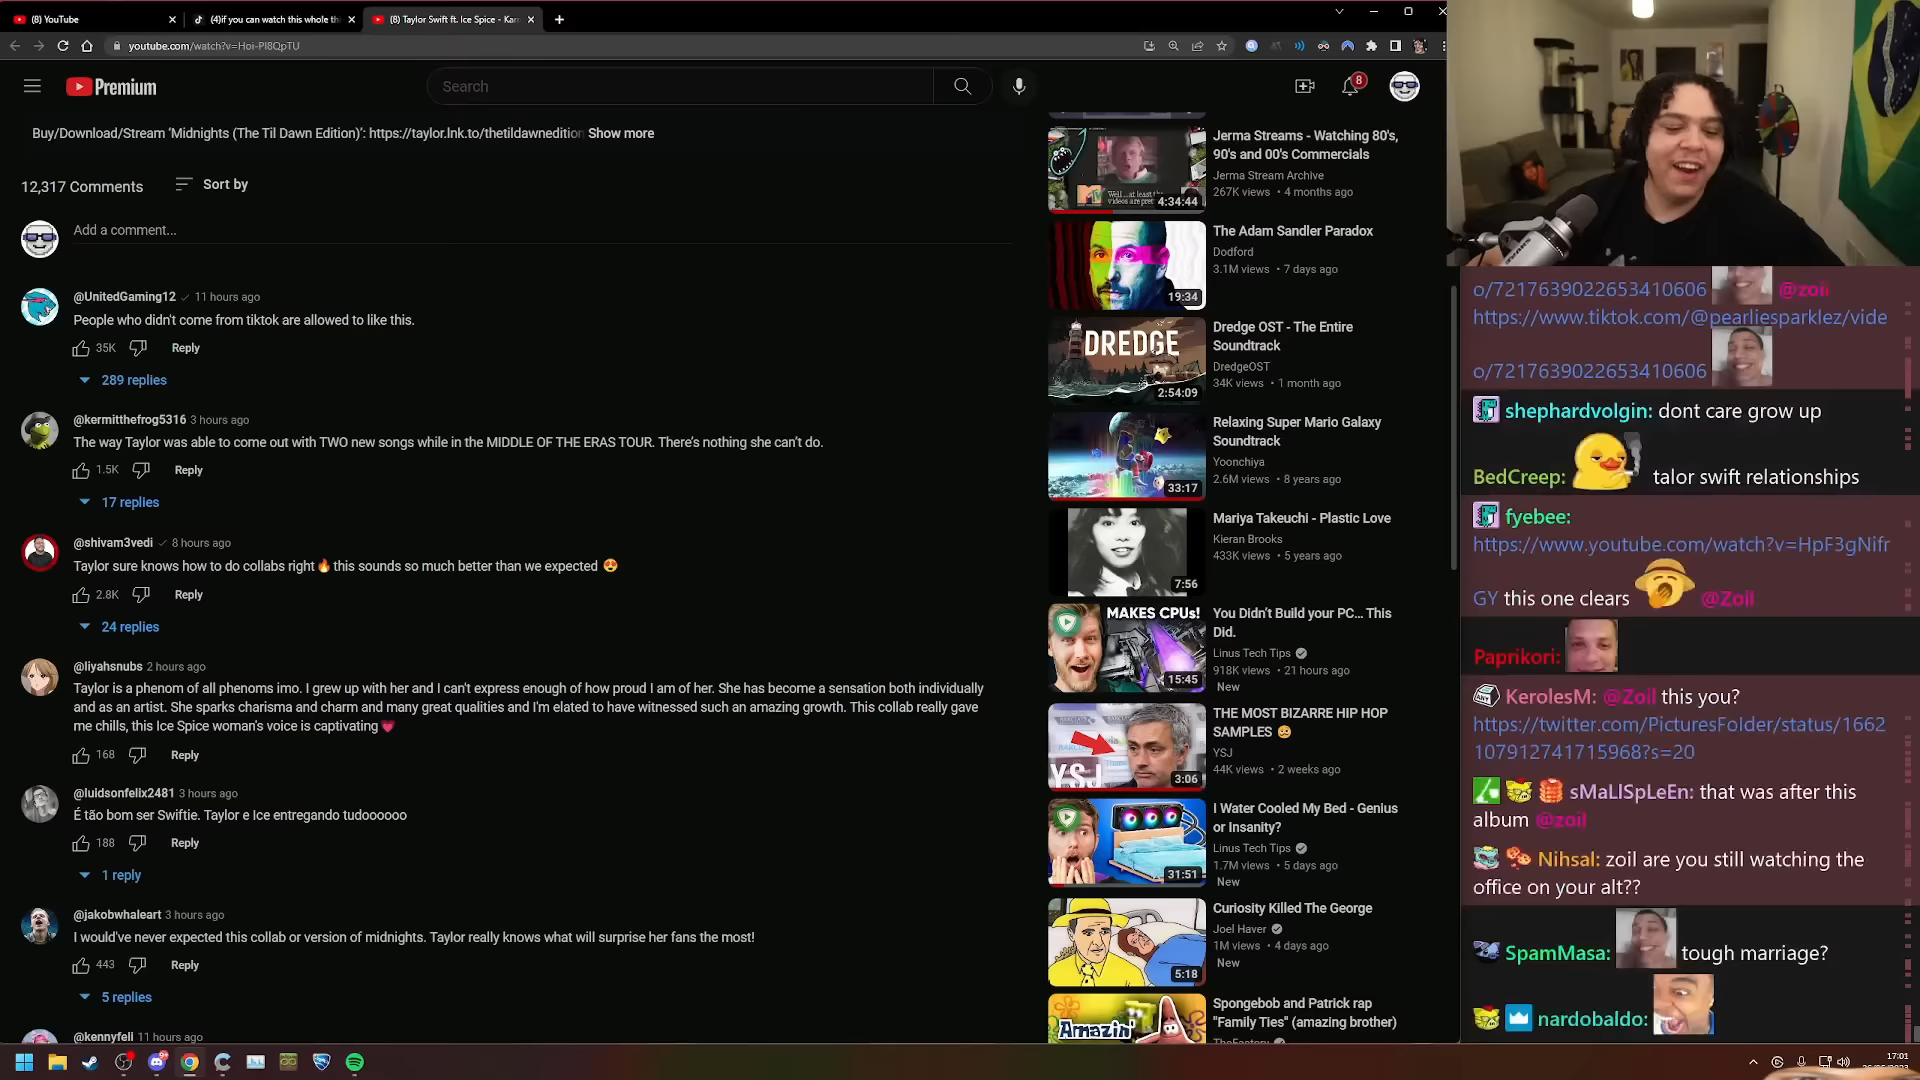 (8) YouTube
(4)if you can watch this whole thi
(8) Taylor Swift ft. Ice Spice - Kar
youtube.com/watch?v=Hoi-Pl8QpTU
Premium
Search
8
Buy/Download/Stream ‘Midnights (The Til Dawn Edition)’: https://taylor.lnk.to/thetildawnedition Show more
12,317 Comments
Sort by
Add a comment...
@UnitedGaming12 11 hours ago
People who didn't come from tiktok are allowed to like this.
35K Reply
289 replies
@kermitthefrog5316 3 hours ago
The way Taylor was able to come out with TWO new songs while in the MIDDLE OF THE ERAS TOUR. There’s nothing she can’t do.
1.5K Reply
17 replies
@shivam3vedi 8 hours ago
Taylor sure knows how to do collabs right🔥this sounds so much better than we expected 😍
2.8K Reply
24 replies
@liyahsnubs 2 hours ago
Taylor is a phenom of all phenoms imo. I grew up with her and I can't express enough of how proud I am of her. She has become a sensation both individually
and as an artist. She sparks charisma and charm and many great qualities and I'm elated to have witnessed such an amazing growth. This collab really gave
me chills, this Ice Spice woman's voice is captivating💗
168 Reply
@luidsonfelix2481 3 hours ago
É tão bom ser Swiftie. Taylor e Ice entregando tudoooooo
188 Reply
1 reply
@jakobwhaleart 3 hours ago
I would've never expected this collab or version of midnights. Taylor really knows what will surprise her fans the most!
443 Reply
5 replies
@kennyfeli 11 hours ago
Well...at least the
videos are pret
4:34:44
Jerma Streams - Watching 80's,
90's and 00's Commercials
Jerma Stream Archive
267K views • 4 months ago
19:34
The Adam Sandler Paradox
Dodford
3.1M views • 7 days ago
DREDGE
2:54:09
Dredge OST - The Entire
Soundtrack
DredgeOST
34K views • 1 month ago
33:17
Relaxing Super Mario Galaxy
Soundtrack
Yoonchiya
2.6M views • 8 years ago
7:56
Mariya Takeuchi - Plastic Love
Kieran Brooks
433K views • 5 years ago
MAKES CPUs!
15:45
You Didn’t Build your PC... This
Did.
Linus Tech Tips
918K views • 21 hours ago
New
YSJ
3:06
THE MOST BIZARRE HIP HOP
SAMPLES 🥺
YSJ
44K views • 2 weeks ago
31:51
I Water Cooled My Bed - Genius
or Insanity?
Linus Tech Tips
1.7M views • 5 days ago
New
5:18
Curiosity Killed The George
Joel Haver
1M views • 4 days ago
New
Amazin'
Spongebob and Patrick rap
"Family Ties" (amazing brother)
TheFactory
o/7217639022653410606 @zoil
https://www.tiktok.com/@pearliesparklez/vide
o/7217639022653410606
shephardvolgin: dont care grow up
BedCreep: talor swift relationships
fyebee:
https://www.youtube.com/watch?v=HpF3gNifr
GY this one clears @Zoil
Paprikori:
KerolesM: @Zoil this you?
https://twitter.com/PicturesFoIder/status/1662
107912741715968?s=20
sMaLlSpLeEn: that was after this
album @zoil
Nihsal: zoil are you still watching the
office on your alt??
SpamMasa: tough marriage?
nardobaldo:
17:01